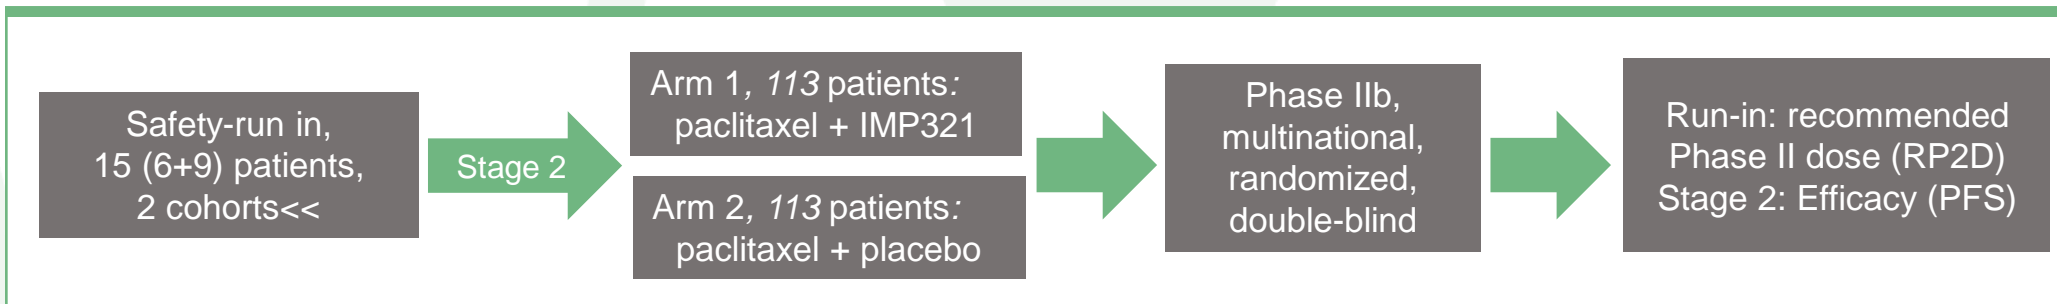 Safety-run in,
15 (6+9) patients,
2 cohorts<<
Stage 2
Arm 1, 113 patients:
paclitaxel + IMP321
Arm 2, 113 patients:
paclitaxel + placebo
Phase IIb,
multinational,
randomized,
double-blind
Run-in: recommended
Phase II dose (RP2D)
Stage 2: Efficacy (PFS)